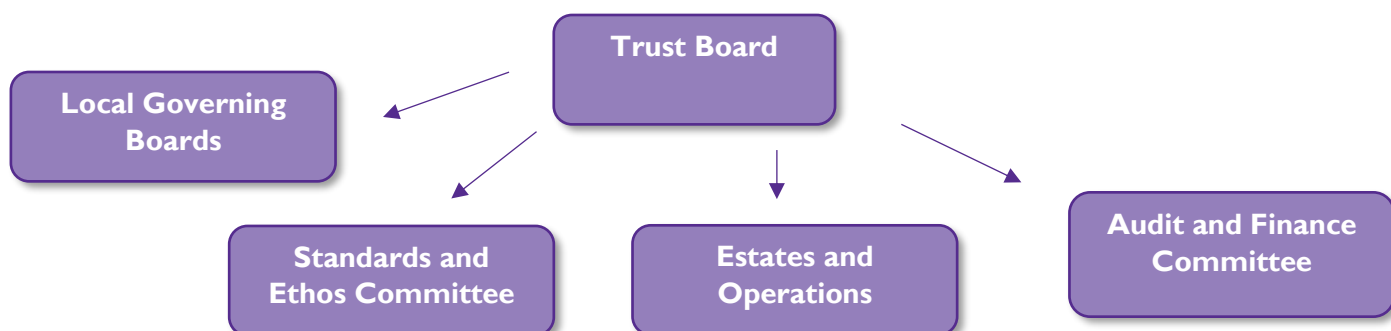 Trust Board
Local Governing
Boards
Standards and
Ethos Committee
Estates and
Operations
Audit and Finance
Committee